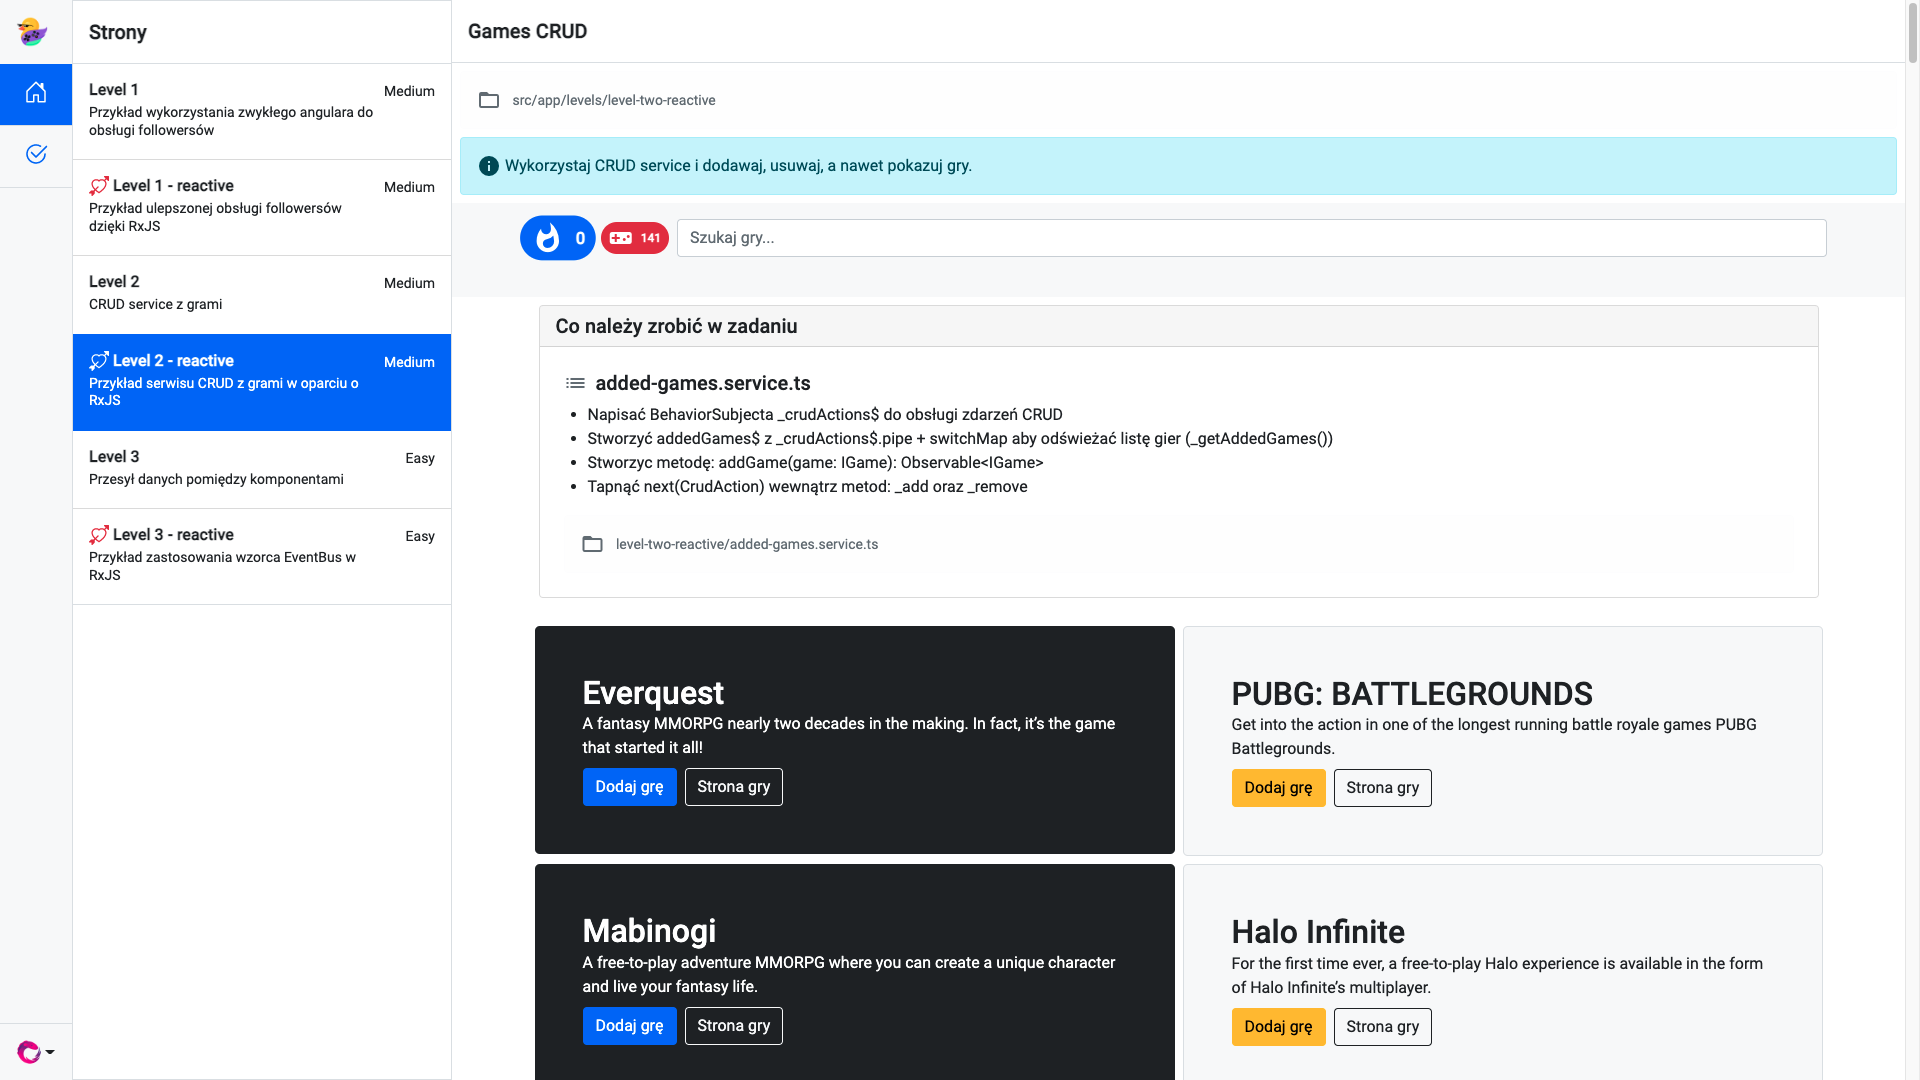 Strony
Level 1
Medium
Przykład wykorzystania zwykłego angulara do
obsługi followersów
Level 1 - reactive
Medium
Przykład ulepszonej obsługi followersów
dzięki RxJS
Level 2
Medium
CRUD service z grami
Level 2 - reactive
Medium
Przykład serwisu CRUD z grami w oparciu o
RxJS
Level 3
Easy
Przesył danych pomiędzy komponentami
Level 3 - reactive
Easy
Przykład zastosowania wzorca EventBus w
RxJS
Games CRUD
src/app/levels/level-two-reactive
Wykorzystaj CRUD service i dodawaj, usuwaj, a nawet pokazuj gry.
0
141
Szukaj gry...
Co należy zrobić w zadaniu
added-games.service.ts
• Napisać BehaviorSubjecta _crudActions$ do obsługi zdarzeń CRUD
• Stworzyć addedGames$ z _crudActions$.pipe + switchMap aby odświeżać listę gier (_getAddedGames())
• Stworzyc metodę: addGame(game: IGame): Observable<IGame>
• Tapnąć next(CrudAction) wewnątrz metod: _add oraz _remove
level-two-reactive/added-games.service.ts
Everquest
A fantasy MMORPG nearly two decades in the making. In fact, it's the game
that started it all!
Dodaj grę
Strona gry
PUBG: BATTLEGROUNDS
Get into the action in one of the longest running battle royale games PUBG
Battlegrounds.
Dodaj grę
Strona gry
Mabinogi
A free-to-play adventure MMORPG where you can create a unique character
and live your fantasy life.
Dodaj grę
Strona gry
Halo Infinite
For the first time ever, a free-to-play Halo experience is available in the form
of Halo Infinite's multiplayer.
Dodaj grę
Strona gry